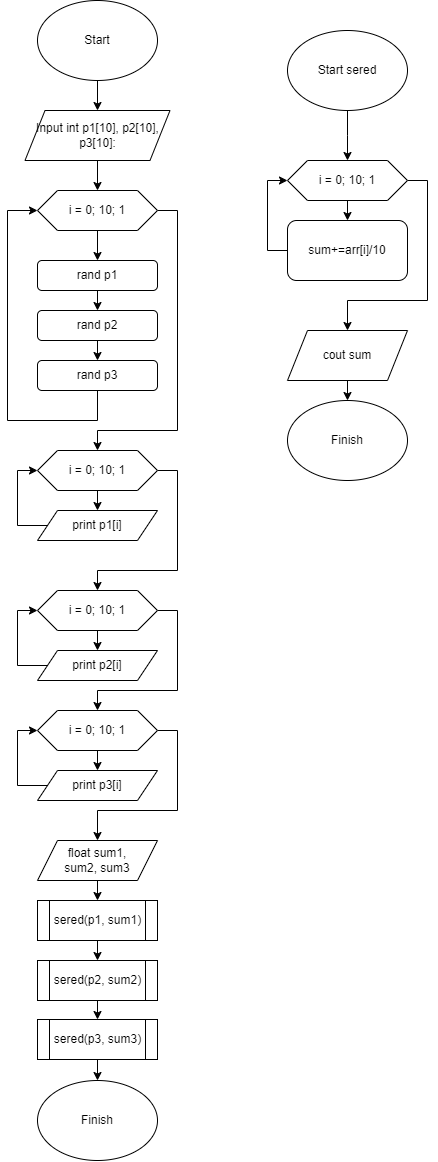 Start
Input int p1[10], p2[10],
p3[10]:
i = 0; 10; 1
rand p1
rand p2
rand p3
i = 0; 10; 1
print p1[i]
i = 0; 10; 1
print p2[i]
i = 0; 10; 1
print p3[i]
float sum1,
sum2, sum3
sered(p1, sum1)
sered(p2, sum2)
sered(p3, sum3)
Finish
Start sered
i = 0; 10; 1
sum+=arr[i]/10
cout sum
Finish